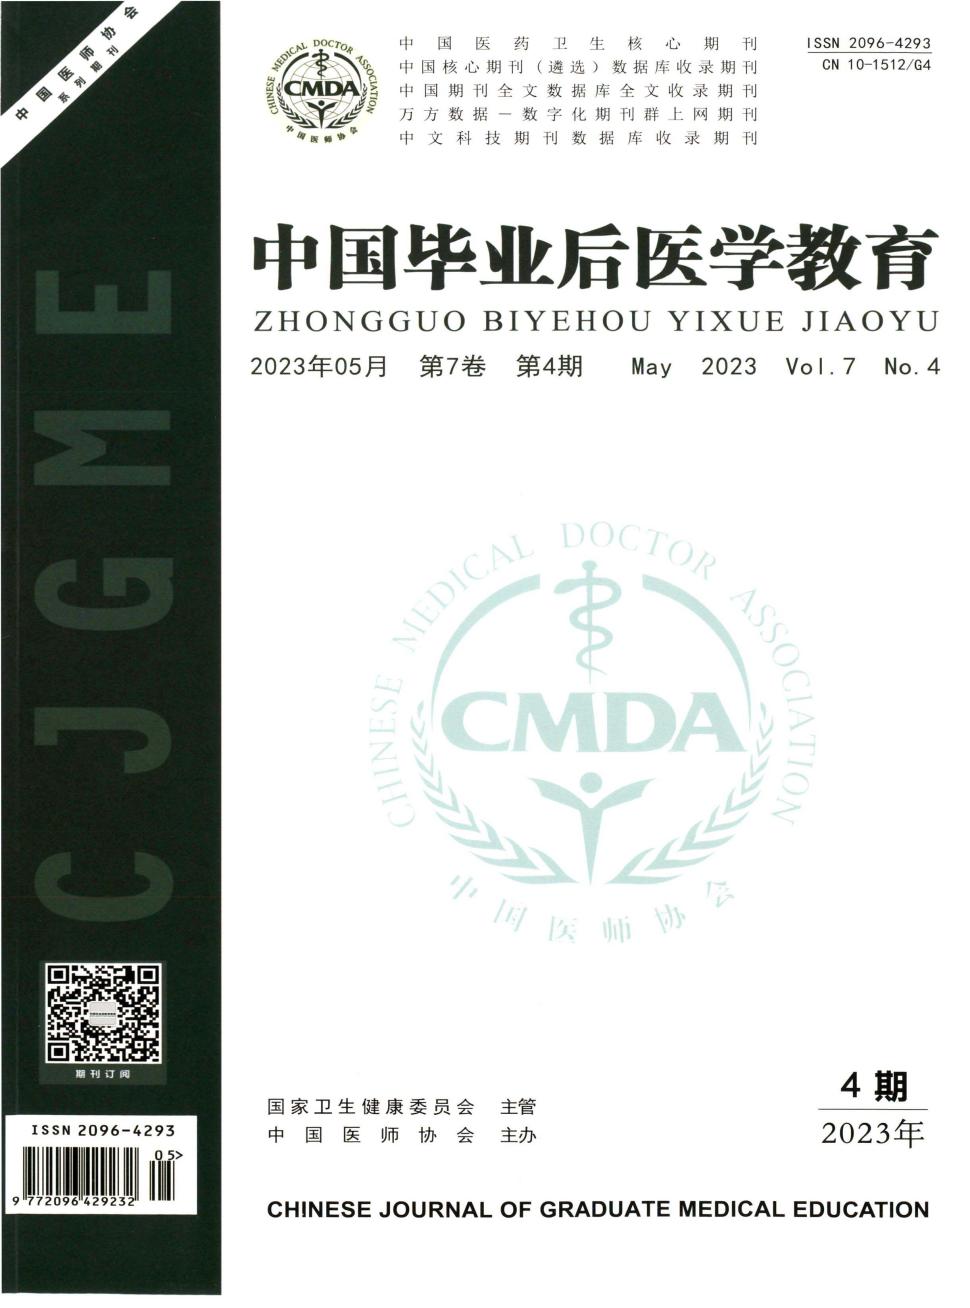 中国医师协会
系列期刊
CHINESE MEDICAL DOCTOR ASSOCIATION
CMDA
中国医师协会
中国医药卫生核心期刊
中国核心期刊（遴选）数据库收录期刊
中国期刊全文数据库全文收录期刊
万方数据－数字化期刊群上网期刊
中文科技期刊数据库收录期刊
ISSN 2096-4293
CN 10-1512/G4
中国毕业后医学教育
ZHONGGUO BIYEHOU YIXUE JIAOYU
2023年05月 第7卷 第4期 May 2023 Vol.7 No.4
CJGME
CHINESE MEDICAL DOCTOR ASSOCIATION
CMDA
中国医师协会
期刊订阅
ISSN 2096-4293
05>
9 772096 429232
国家卫生健康委员会 主管
中国医师协会 主办
4期
2023年
CHINESE JOURNAL OF GRADUATE MEDICAL EDUCATION